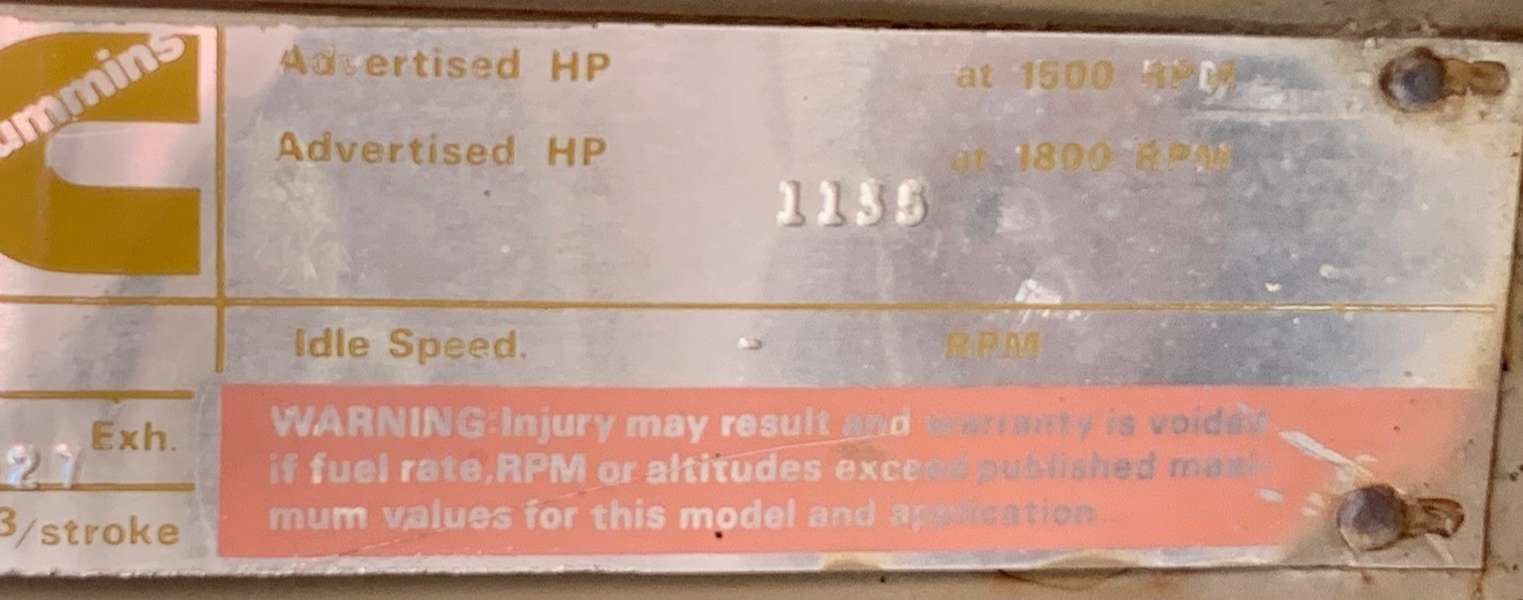 ummins
Advertised HP at 1500 RPM
Advertised HP at 1800 RPM
Idle Speed. - RPM
Exh.
3/stroke
WARNING:Injury may result and warranty is voided
if fuel rate,RPM or altitudes exceed published maxi-
mum values for this model and application